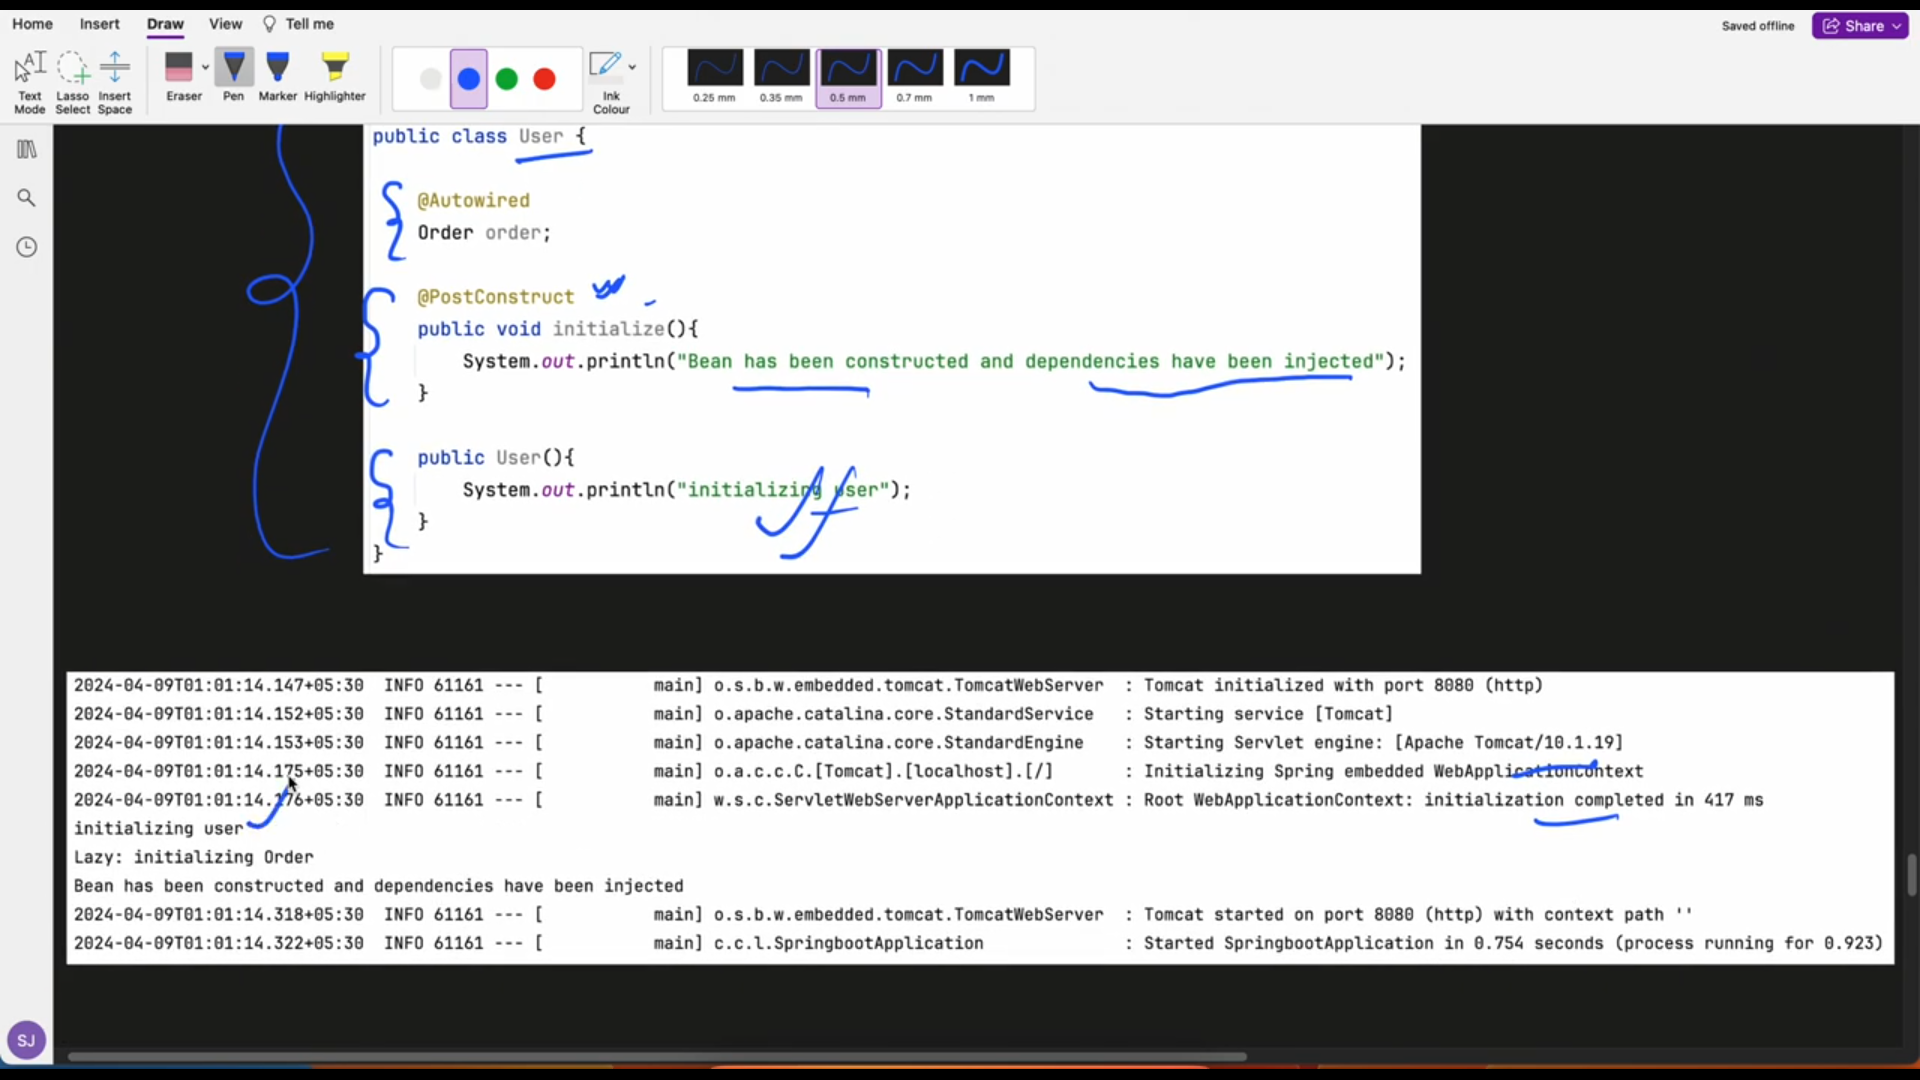 Home Insert Draw View Tell me Saved offline Share
Text Mode Lasso Select Insert Space Eraser Pen Marker Highlighter Ink Colour 0.25 mm 0.35 mm 0.5 mm 0.7 mm 1 mm
public class User {
@Autowired
Order order;
@PostConstruct
public void initialize(){
System.out.println("Bean has been constructed and dependencies have been injected");
}
public User(){
System.out.println("initializing user");
}
}
2024-04-09T01:01:14.147+05:30 INFO 61161 --- [ main] o.s.b.w.embedded.tomcat.TomcatWebServer : Tomcat initialized with port 8080 (http)
2024-04-09T01:01:14.152+05:30 INFO 61161 --- [ main] o.apache.catalina.core.StandardService : Starting service [Tomcat]
2024-04-09T01:01:14.153+05:30 INFO 61161 --- [ main] o.apache.catalina.core.StandardEngine : Starting Servlet engine: [Apache Tomcat/10.1.19]
2024-04-09T01:01:14.175+05:30 INFO 61161 --- [ main] o.a.c.c.C.[Tomcat].[localhost].[/] : Initializing Spring embedded WebApplicationContext
2024-04-09T01:01:14.176+05:30 INFO 61161 --- [ main] w.s.c.ServletWebServerApplicationContext : Root WebApplicationContext: initialization completed in 417 ms
initializing user
Lazy: initializing Order
Bean has been constructed and dependencies have been injected
2024-04-09T01:01:14.318+05:30 INFO 61161 --- [ main] o.s.b.w.embedded.tomcat.TomcatWebServer : Tomcat started on port 8080 (http) with context path ''
2024-04-09T01:01:14.322+05:30 INFO 61161 --- [ main] c.c.l.SpringbootApplication : Started SpringbootApplication in 0.754 seconds (process running for 0.923)
SJ